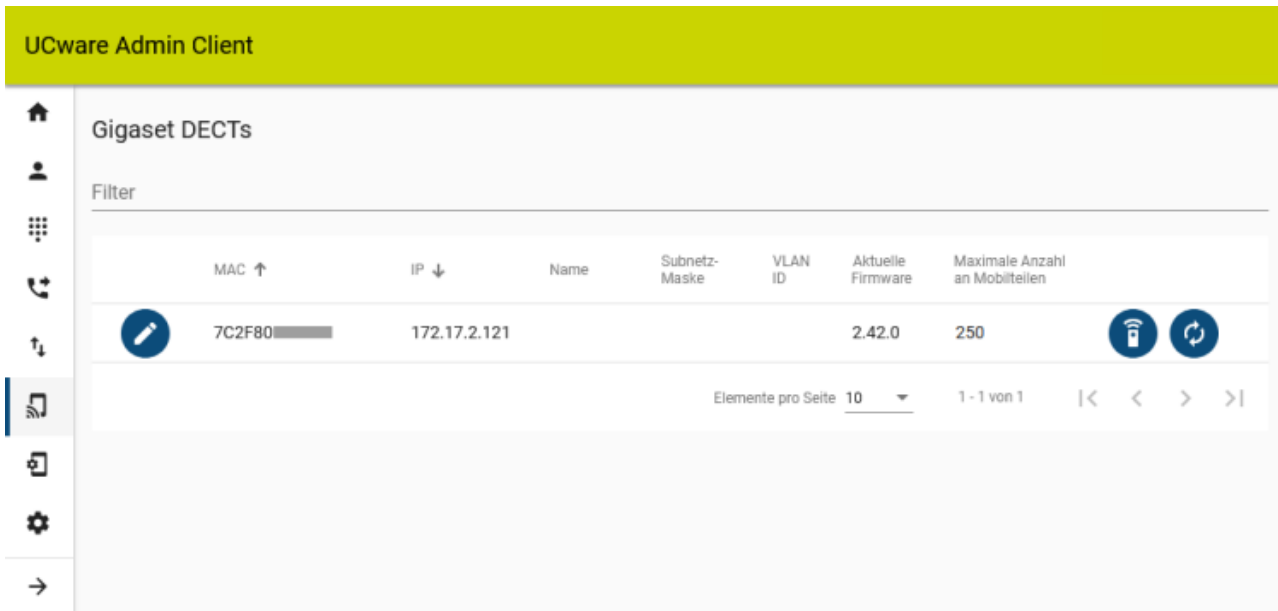 UCware Admin Client
Gigaset DECTs
Filter
MAC IP Name Subnetz-Maske VLAN ID Aktuelle Firmware Maximale Anzahl an Mobilteilen
7C2F80 172.17.2.121 2.42.0 250
Elemente pro Seite 10 1 - 1 von 1